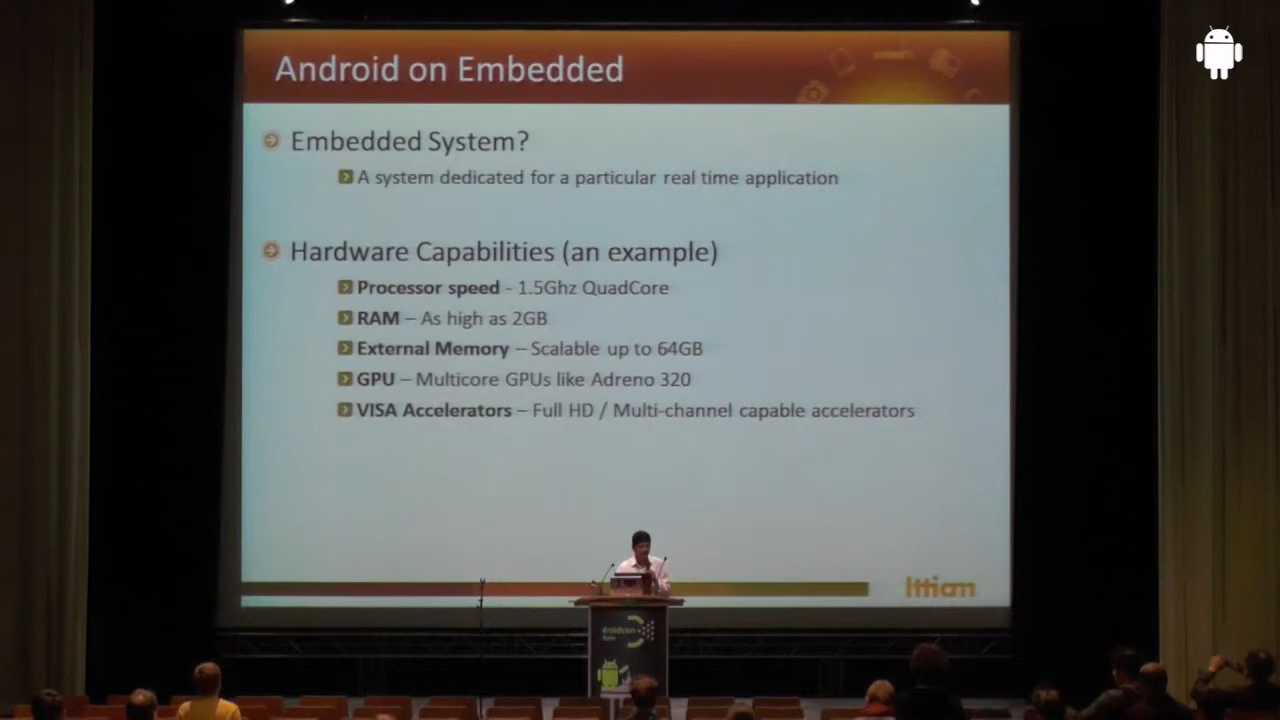 Android on Embedded
Embedded System?
A system dedicated for a particular real time application
Hardware Capabilities (an example)
Processor speed - 1.5Ghz QuadCore
RAM – As high as 2GB
External Memory – Scalable up to 64GB
GPU – Multicore GPUs like Adreno 320
VISA Accelerators – Full HD / Multi-channel capable accelerators
Ittiam
droidcon